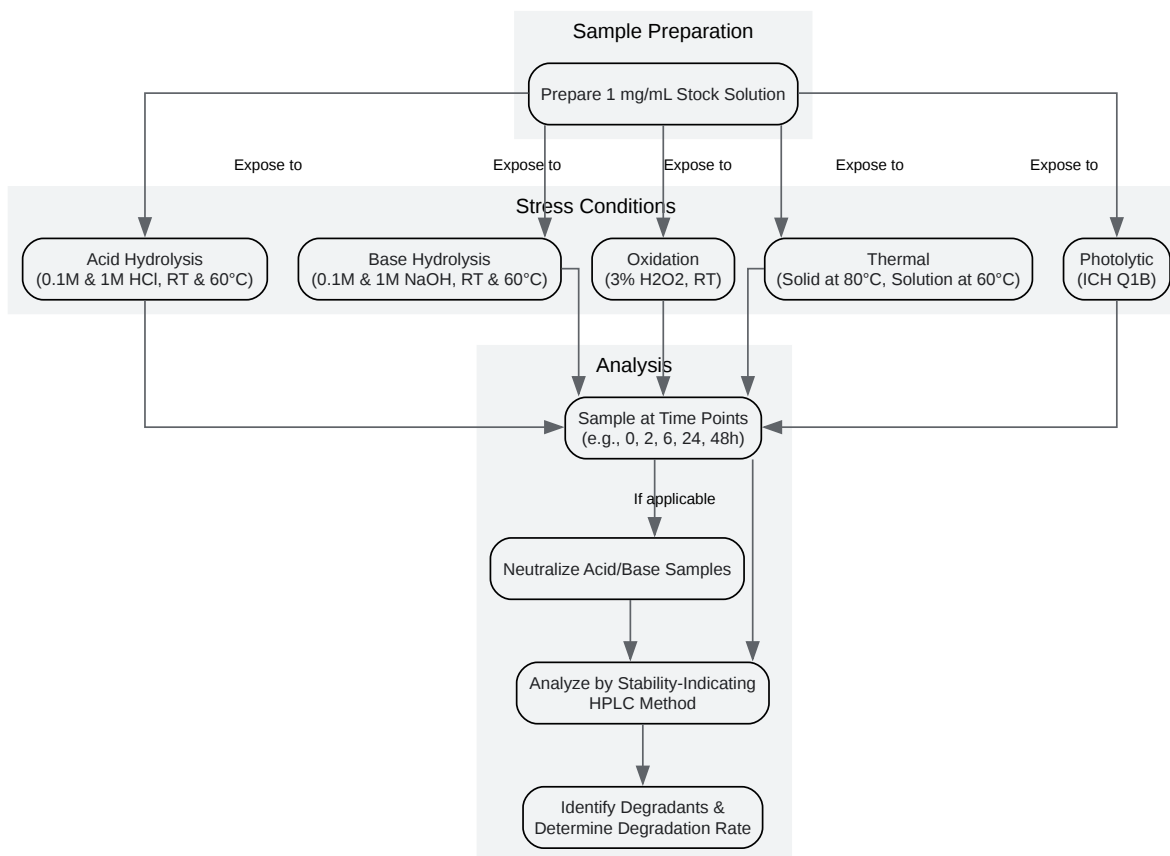 Sample Preparation
Prepare 1 mg/mL Stock Solution
Expose to
Expose to
Expose to
Expose to
Expose to
Stress Conditions
Acid Hydrolysis
(0.1M & 1M HCl, RT & 60°C)
Base Hydrolysis
(0.1M & 1M NaOH, RT & 60°C)
Oxidation
(3% H2O2, RT)
Thermal
(Solid at 80°C, Solution at 60°C)
Photolytic
(ICH Q1B)
Analysis
Sample at Time Points
(e.g., 0, 2, 6, 24, 48h)
If applicable
Neutralize Acid/Base Samples
Analyze by Stability-Indicating
HPLC Method
Identify Degradants &
Determine Degradation Rate